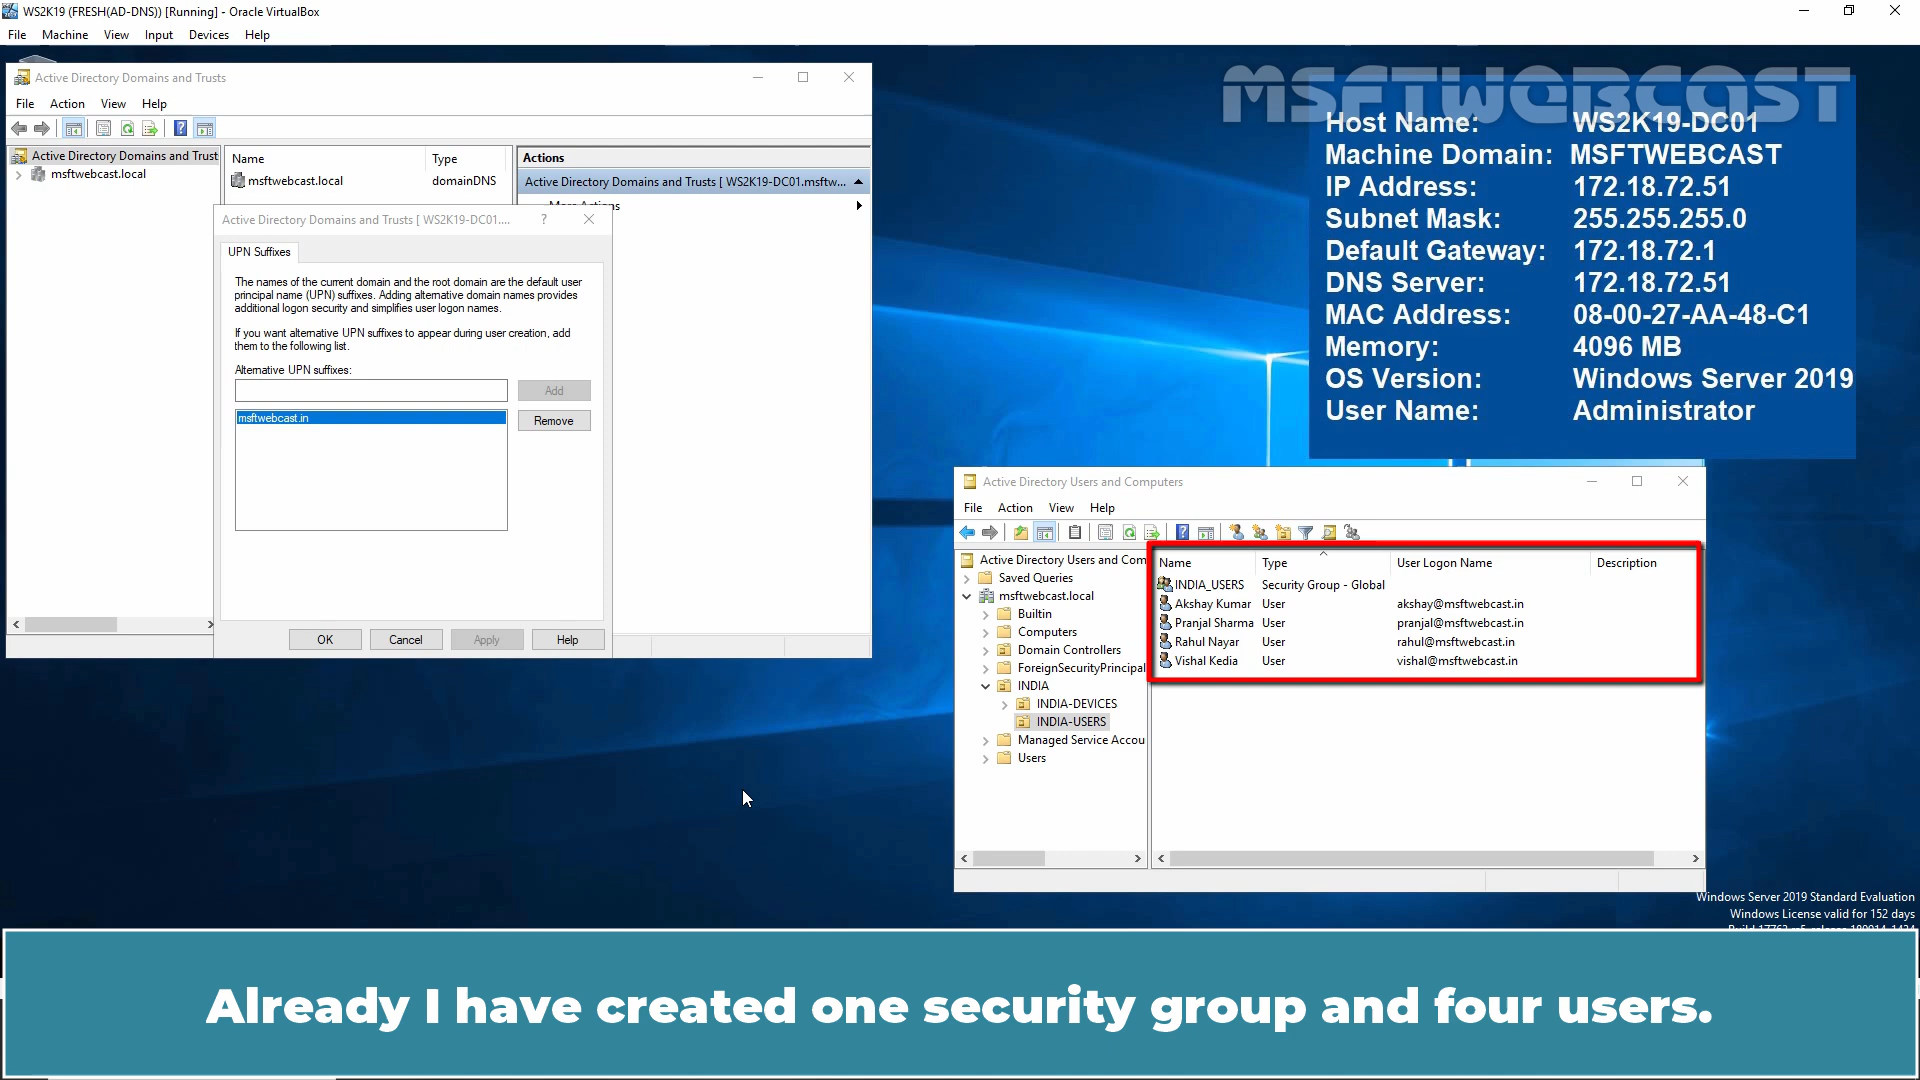 WS2K19 (FRESH(AD-DNS)) [Running] - Oracle VirtualBox
File Machine View Input Devices Help
Active Directory Domains and Trusts
File Action View Help
Active Directory Domains and Trust
msftwebcast.local
Name Type
msftwebcast.local domainDNS
Actions
Active Directory Domains and Trusts [ WS2K19-DC01.msftw...
Active Directory Domains and Trusts [ WS2K19-DC01....
UPN Suffixes
The names of the current domain and the root domain are the default user
principal name (UPN) suffixes. Adding alternative domain names provides
additional logon security and simplifies user logon names.
If you want alternative UPN suffixes to appear during user creation, add
them to the following list.
Alternative UPN suffixes:
Add
msftwebcast.in
Remove
OK Cancel Apply Help
MSFTWEBCAST
Host Name: WS2K19-DC01
Machine Domain: MSFTWEBCAST
IP Address: 172.18.72.51
Subnet Mask: 255.255.255.0
Default Gateway: 172.18.72.1
DNS Server: 172.18.72.51
MAC Address: 08-00-27-AA-48-C1
Memory: 4096 MB
OS Version: Windows Server 2019
User Name: Administrator
Active Directory Users and Computers
File Action View Help
Active Directory Users and Com
Saved Queries
msftwebcast.local
Builtin
Computers
Domain Controllers
ForeignSecurityPrincipal
INDIA
INDIA-DEVICES
INDIA-USERS
Managed Service Accou
Users
Name Type User Logon Name Description
INDIA_USERS Security Group - Global
Akshay Kumar User akshay@msftwebcast.in
Pranjal Sharma User pranjal@msftwebcast.in
Rahul Nayar User rahul@msftwebcast.in
Vishal Kedia User vishal@msftwebcast.in
Windows Server 2019 Standard Evaluation
Windows License valid for 152 days
Already I have created one security group and four users.